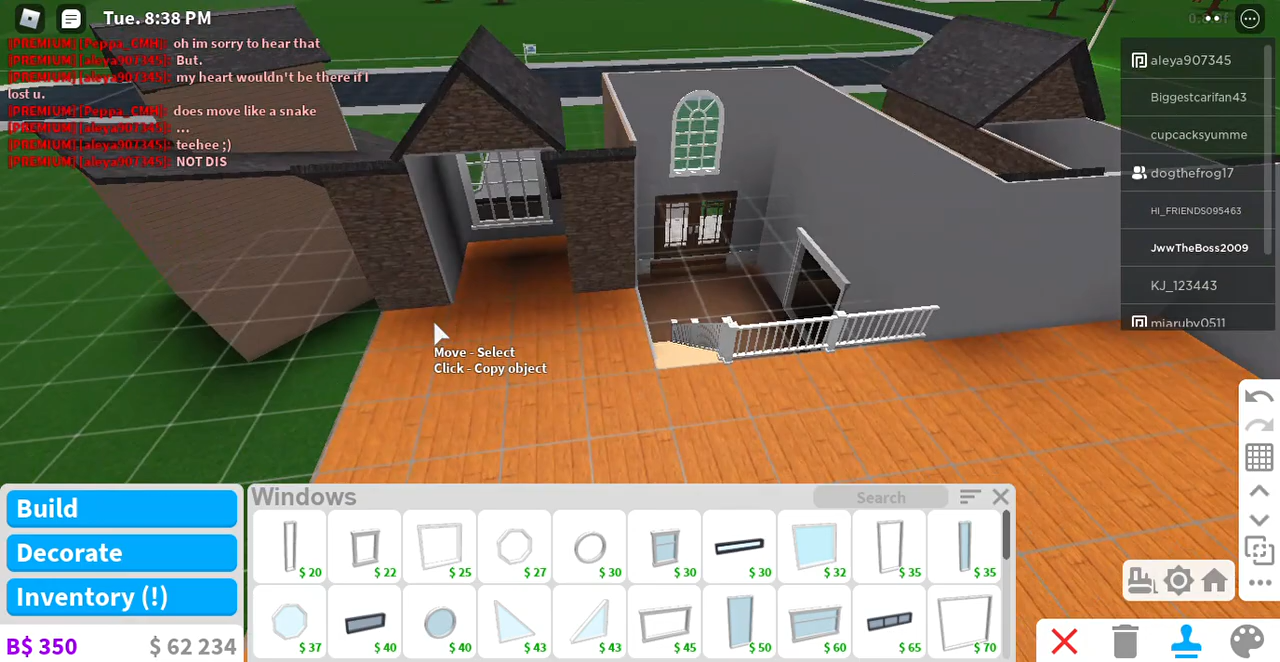 Tue. 8:38 PM
[PREMIUM] [Peppa_CMH]: oh im sorry to hear that
[PREMIUM] [aleya907345]: But.
[PREMIUM] [aleya907345]: my heart wouldn't be there if I
lost u.
[PREMIUM] [Peppa_CMH]: does move like a snake
[PREMIUM] [aleya907345]: ...
[PREMIUM] [aleya907345]: teehee ;)
[PREMIUM] [aleya907345]: NOT DIS
aleya907345
Biggestcarifan43
cupcacksyumme
dogthefrog17
HI_FRIENDS095463
JwwTheBoss2009
KJ_123443
miaruby0511
Move - Select
Click - Copy object
Build
Decorate
Inventory (!)
B$ 350
$ 62 234
Windows
Search
$ 20 $ 22 $ 25 $ 27 $ 30 $ 30 $ 30 $ 32 $ 35 $ 35
$ 37 $ 40 $ 40 $ 43 $ 43 $ 45 $ 50 $ 60 $ 65 $ 70